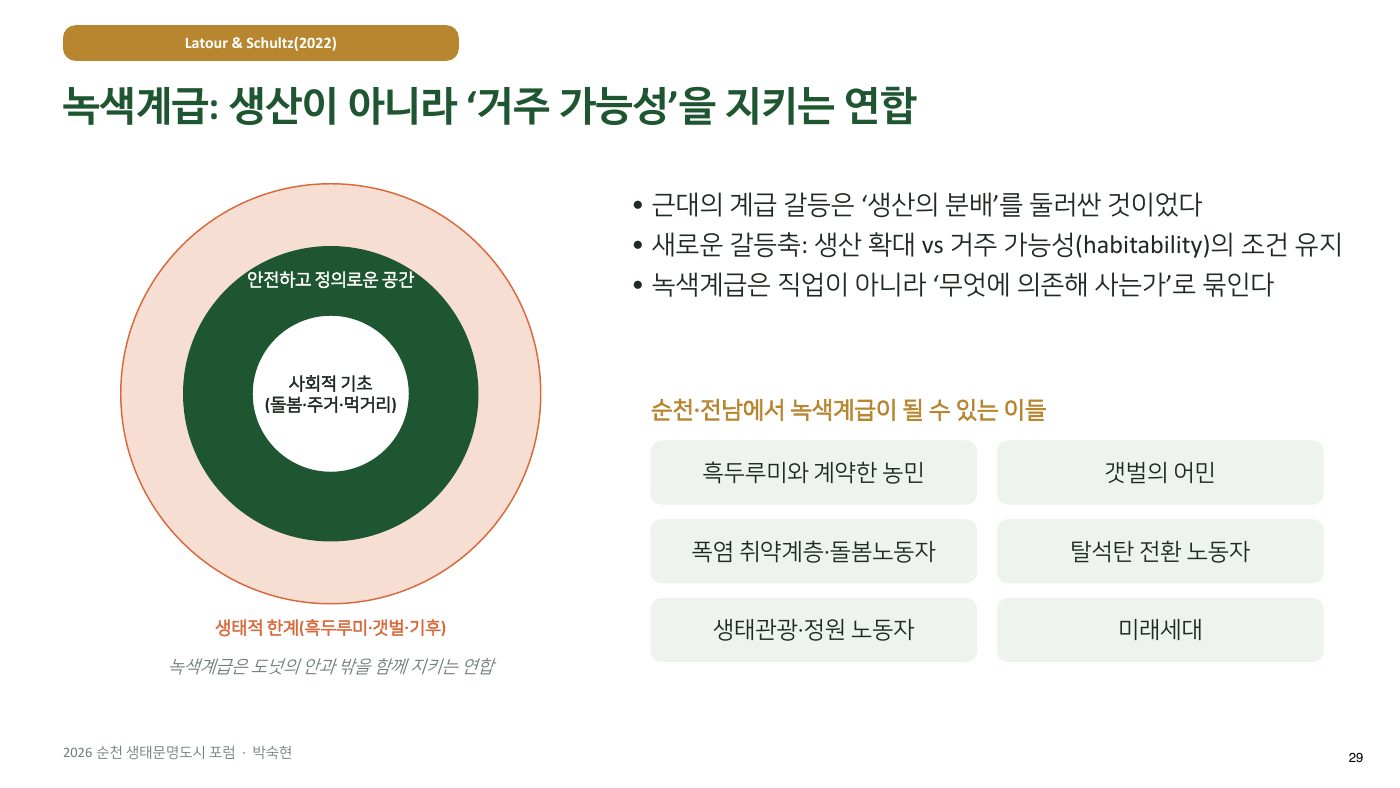 Latour & Schultz(2022)
녹색계급: 생산이 아니라 ‘거주 가능성’을 지키는 연합
안전하고 정의로운 공간
사회적 기초
(돌봄·주거·먹거리)
생태적 한계(흑두루미·갯벌·기후)
녹색계급은 도넛의 안과 밖을 함께 지키는 연합
• 근대의 계급 갈등은 ‘생산의 분배’를 둘러싼 것이었다
• 새로운 갈등축: 생산 확대 vs 거주 가능성(habitability)의 조건 유지
• 녹색계급은 직업이 아니라 ‘무엇에 의존해 사는가’로 묶인다
순천·전남에서 녹색계급이 될 수 있는 이들
흑두루미와 계약한 농민
갯벌의 어민
폭염 취약계층·돌봄노동자
탈석탄 전환 노동자
생태관광·정원 노동자
미래세대
2026 순천 생태문명도시 포럼 · 박숙현
29